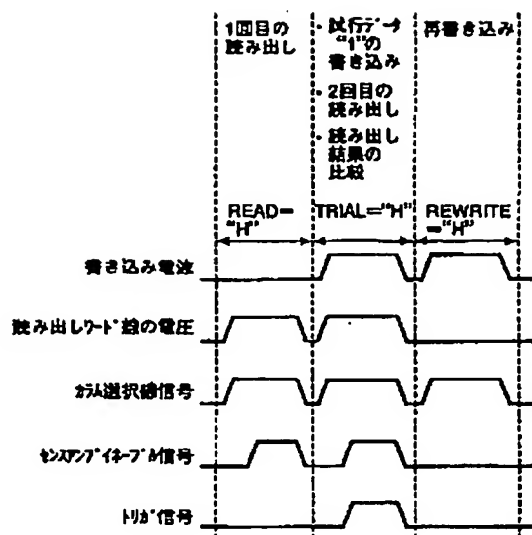 1回目の
読み出し
・試行データ
“1”の
書き込み
・2回目の
読み出し
・読み出し
結果の
比較
再書き込み
READ=
“H”
TRIAL=“H”
REWRITE
=“H”
書き込み電波
読み出しワード線の電圧
カラム選択線信号
センスアンプイネーブル信号
トリガ信号